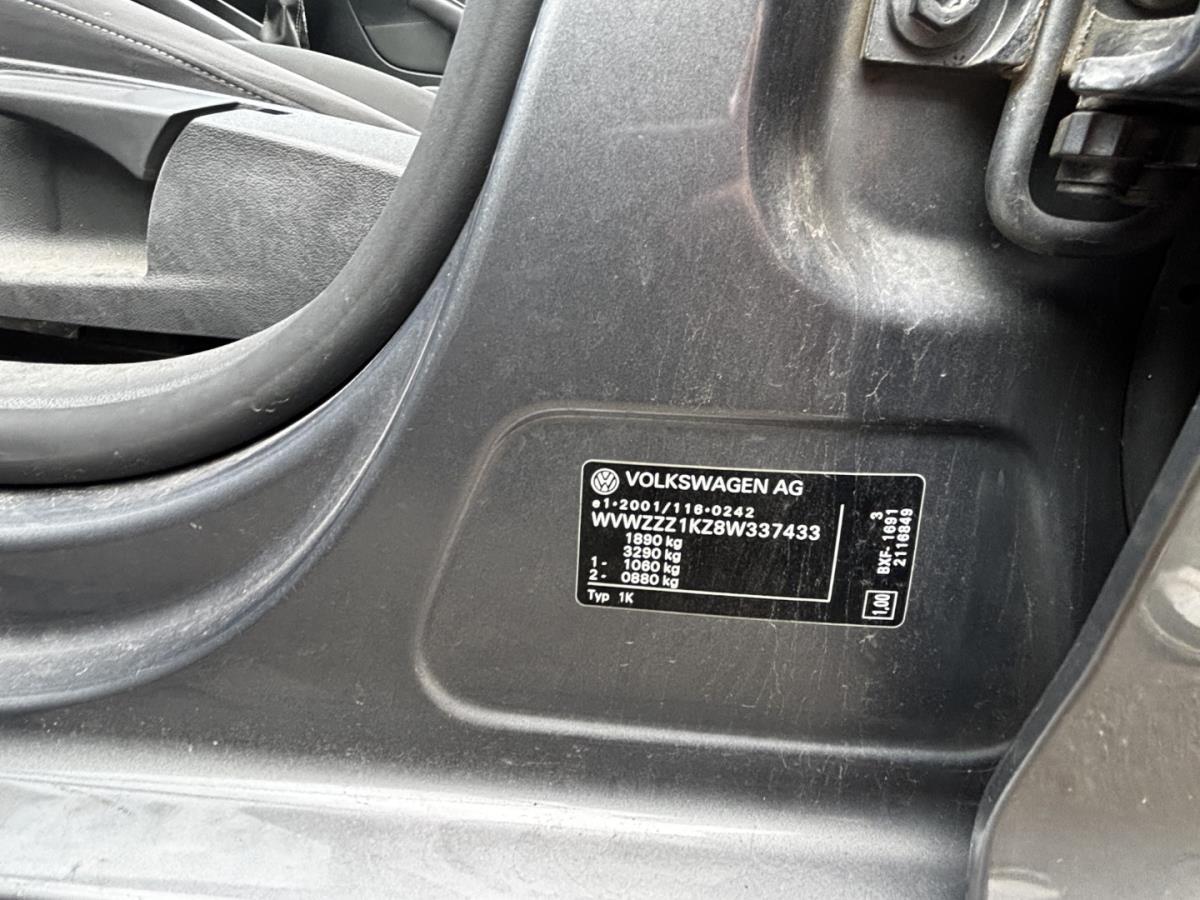 VOLKSWAGEN AG
e1*2001/116*0242
WVWZZZ1KZ8W337433
1890 kg
3290 kg
1- 1060 kg
2- 0880 kg
Typ 1K
3
BXF-1691
2116849
1,00